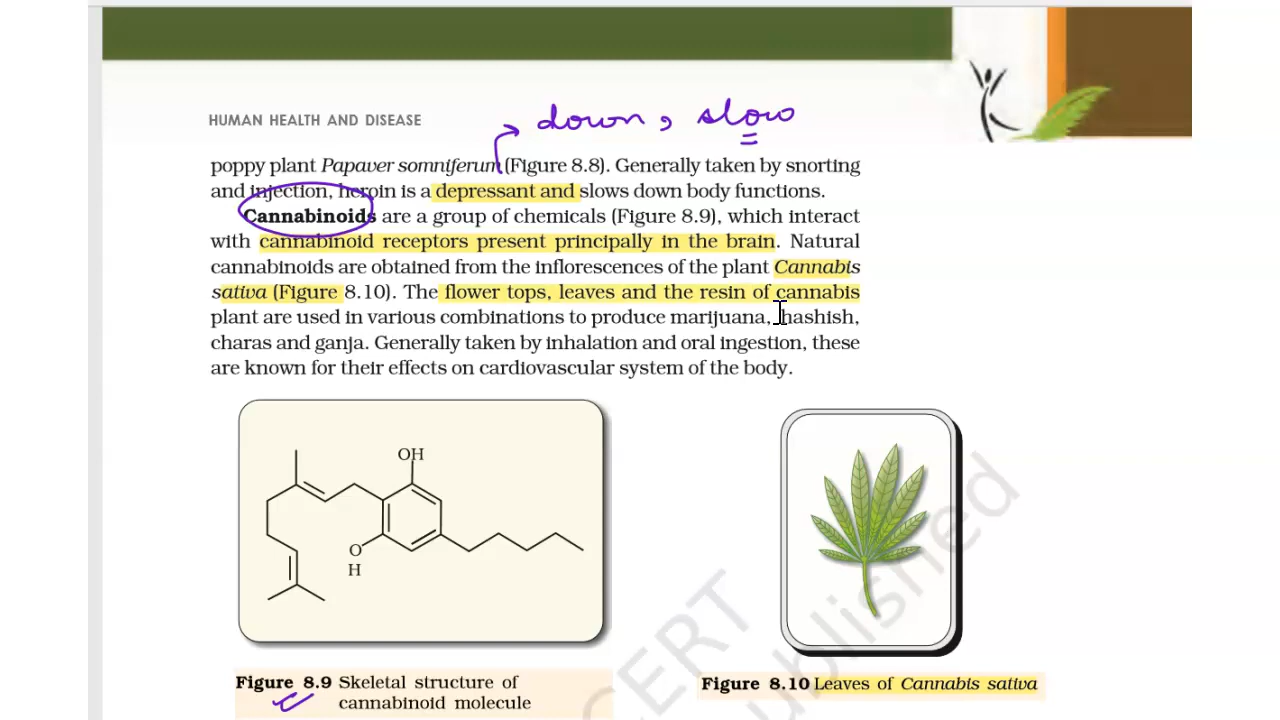 HUMAN HEALTH AND DISEASE
down, slow
poppy plant Papaver somniferum (Figure 8.8). Generally taken by snorting
and injection, heroin is a depressant and slows down body functions.
Cannabinoids are a group of chemicals (Figure 8.9), which interact
with cannabinoid receptors present principally in the brain. Natural
cannabinoids are obtained from the inflorescences of the plant Cannabis
sativa (Figure 8.10). The flower tops, leaves and the resin of cannabis
plant are used in various combinations to produce marijuana, hashish,
charas and ganja. Generally taken by inhalation and oral ingestion, these
are known for their effects on cardiovascular system of the body.
OH
O
H
Figure 8.9 Skeletal structure of
cannabinoid molecule
Figure 8.10 Leaves of Cannabis sativa